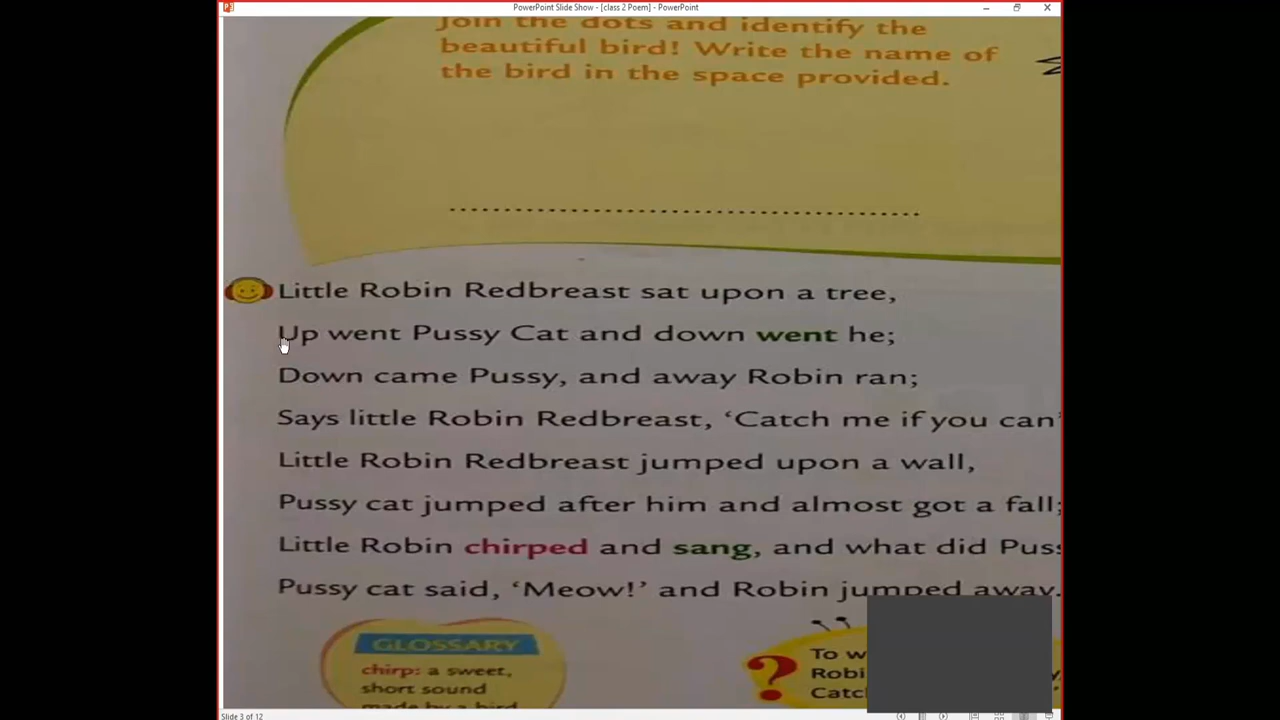 PowerPoint Slide Show - [class 2 Poem] - PowerPoint
Join the dots and identify the
beautiful bird! Write the name of
the bird in the space provided.
Little Robin Redbreast sat upon a tree,
Up went Pussy Cat and down went he;
Down came Pussy, and away Robin ran;
Says little Robin Redbreast, ‘Catch me if you can’
Little Robin Redbreast jumped upon a wall,
Pussy cat jumped after him and almost got a fall;
Little Robin chirped and sang, and what did
Pussy cat said, ‘Meow!’ and Robin jumped away.
GLOSSARY
chirp: a sweet,
short sound
made by a bird
?
To
Slide 3 of 12